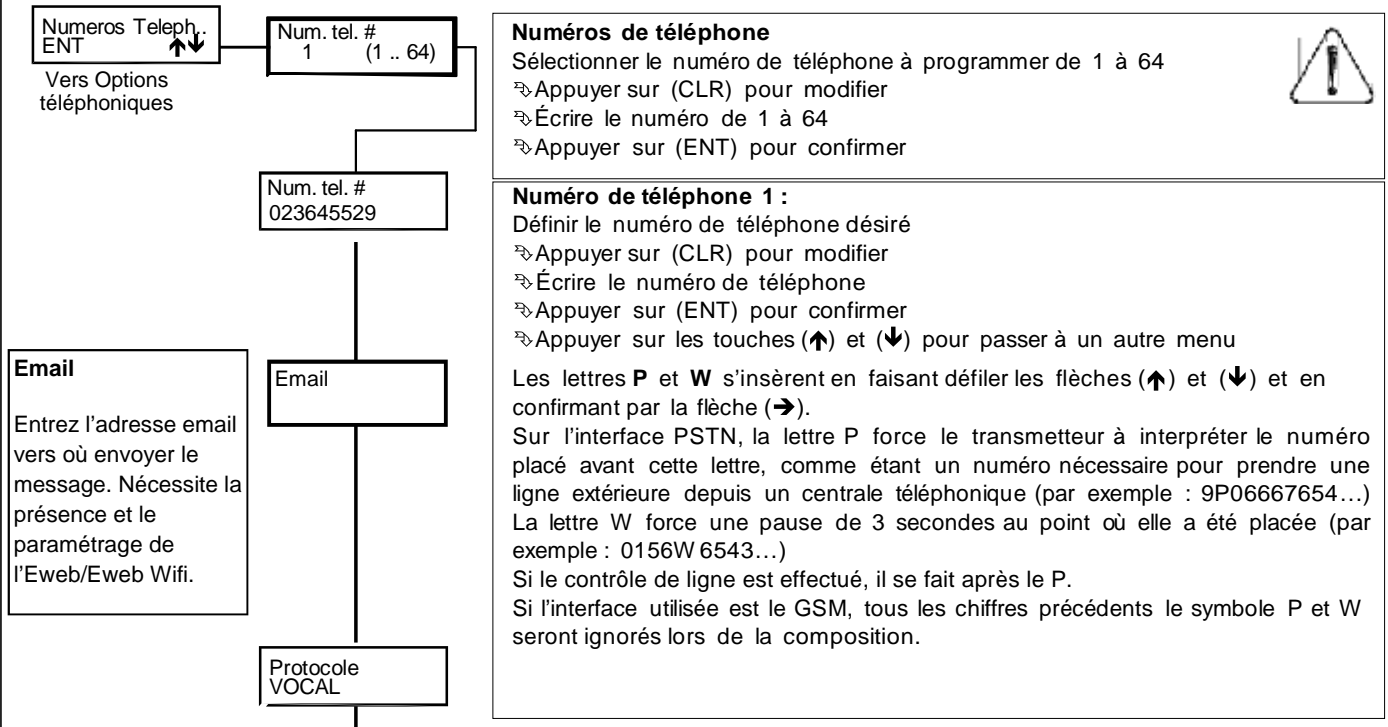 Numeros Teleph..
ENT ↑↓
Vers Options
téléphoniques
Num. tel. #
1 (1 .. 64)
Numéros de téléphone
Sélectionner le numéro de téléphone à programmer de 1 à 64
Appuyer sur (CLR) pour modifier
Écrire le numéro de 1 à 64
Appuyer sur (ENT) pour confirmer
Num. tel. #
023645529
Numéro de téléphone 1 :
Définir le numéro de téléphone désiré
Appuyer sur (CLR) pour modifier
Écrire le numéro de téléphone
Appuyer sur (ENT) pour confirmer
Appuyer sur les touches (↑) et (↓) pour passer à un autre menu
Les lettres P et W s’insèrent en faisant défiler les flèches (↑) et (↓) et en
confirmant par la flèche (→).
Sur l’interface PSTN, la lettre P force le transmetteur à interpréter le numéro
placé avant cette lettre, comme étant un numéro nécessaire pour prendre une
ligne extérieure depuis un centrale téléphonique (par exemple : 9P06667654…)
La lettre W force une pause de 3 secondes au point où elle a été placée (par
exemple : 0156W 6543…)
Si le contrôle de ligne est effectué, il se fait après le P.
Si l’interface utilisée est le GSM, tous les chiffres précédents le symbole P et W
seront ignorés lors de la composition.
Email
Entrez l’adresse email
vers où envoyer le
message. Nécessite la
présence et le
paramétrage de
l’Eweb/Eweb Wifi.
Email
Protocole
VOCAL